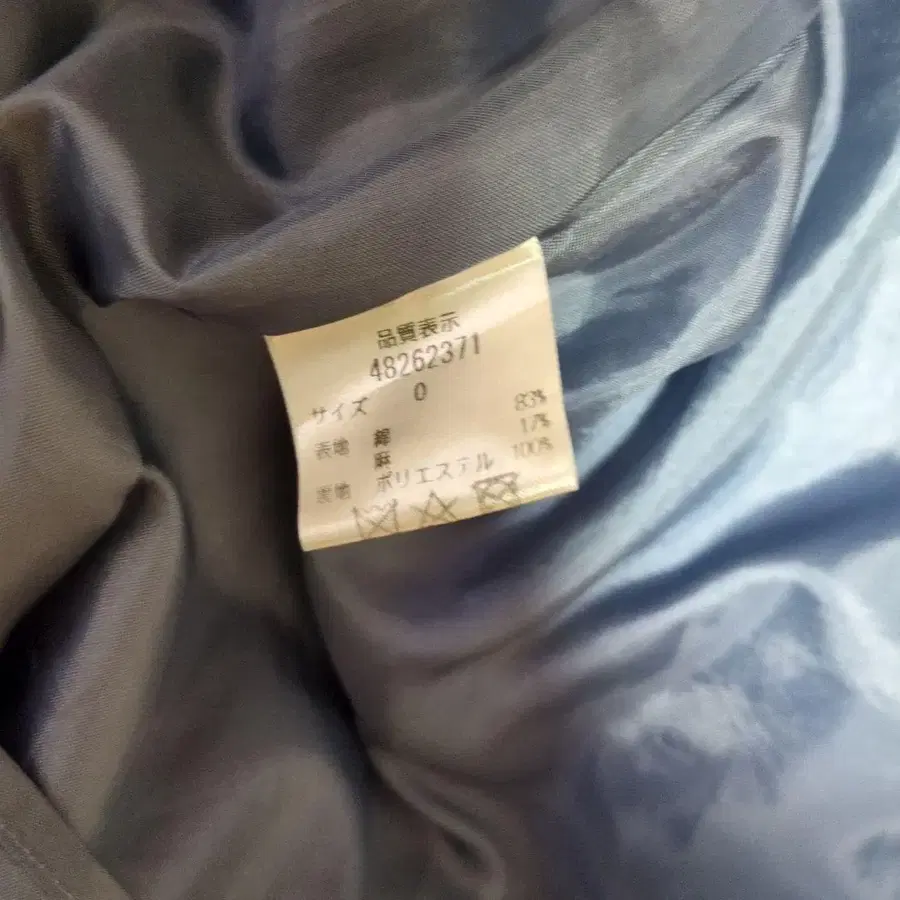 品質表示
48262371
サイズ 0
表地 綿 83%
麻 17%
裏地 ポリエステル 100%